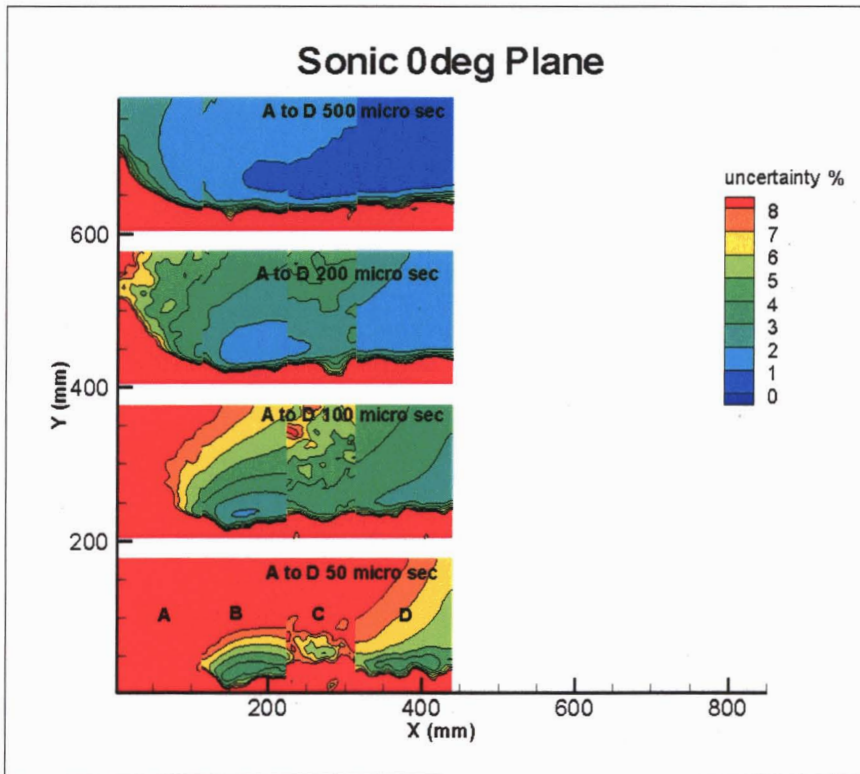 Sonic 0deg Plane
A to D 500 micro sec
uncertainty %
8
7
6
5
4
3
2
1
0
600
A to D 200 micro sec
400
Y (mm)
A to D 100 micro sec
200
A to D 50 micro sec
A B C D
200 400 600 800
X (mm)